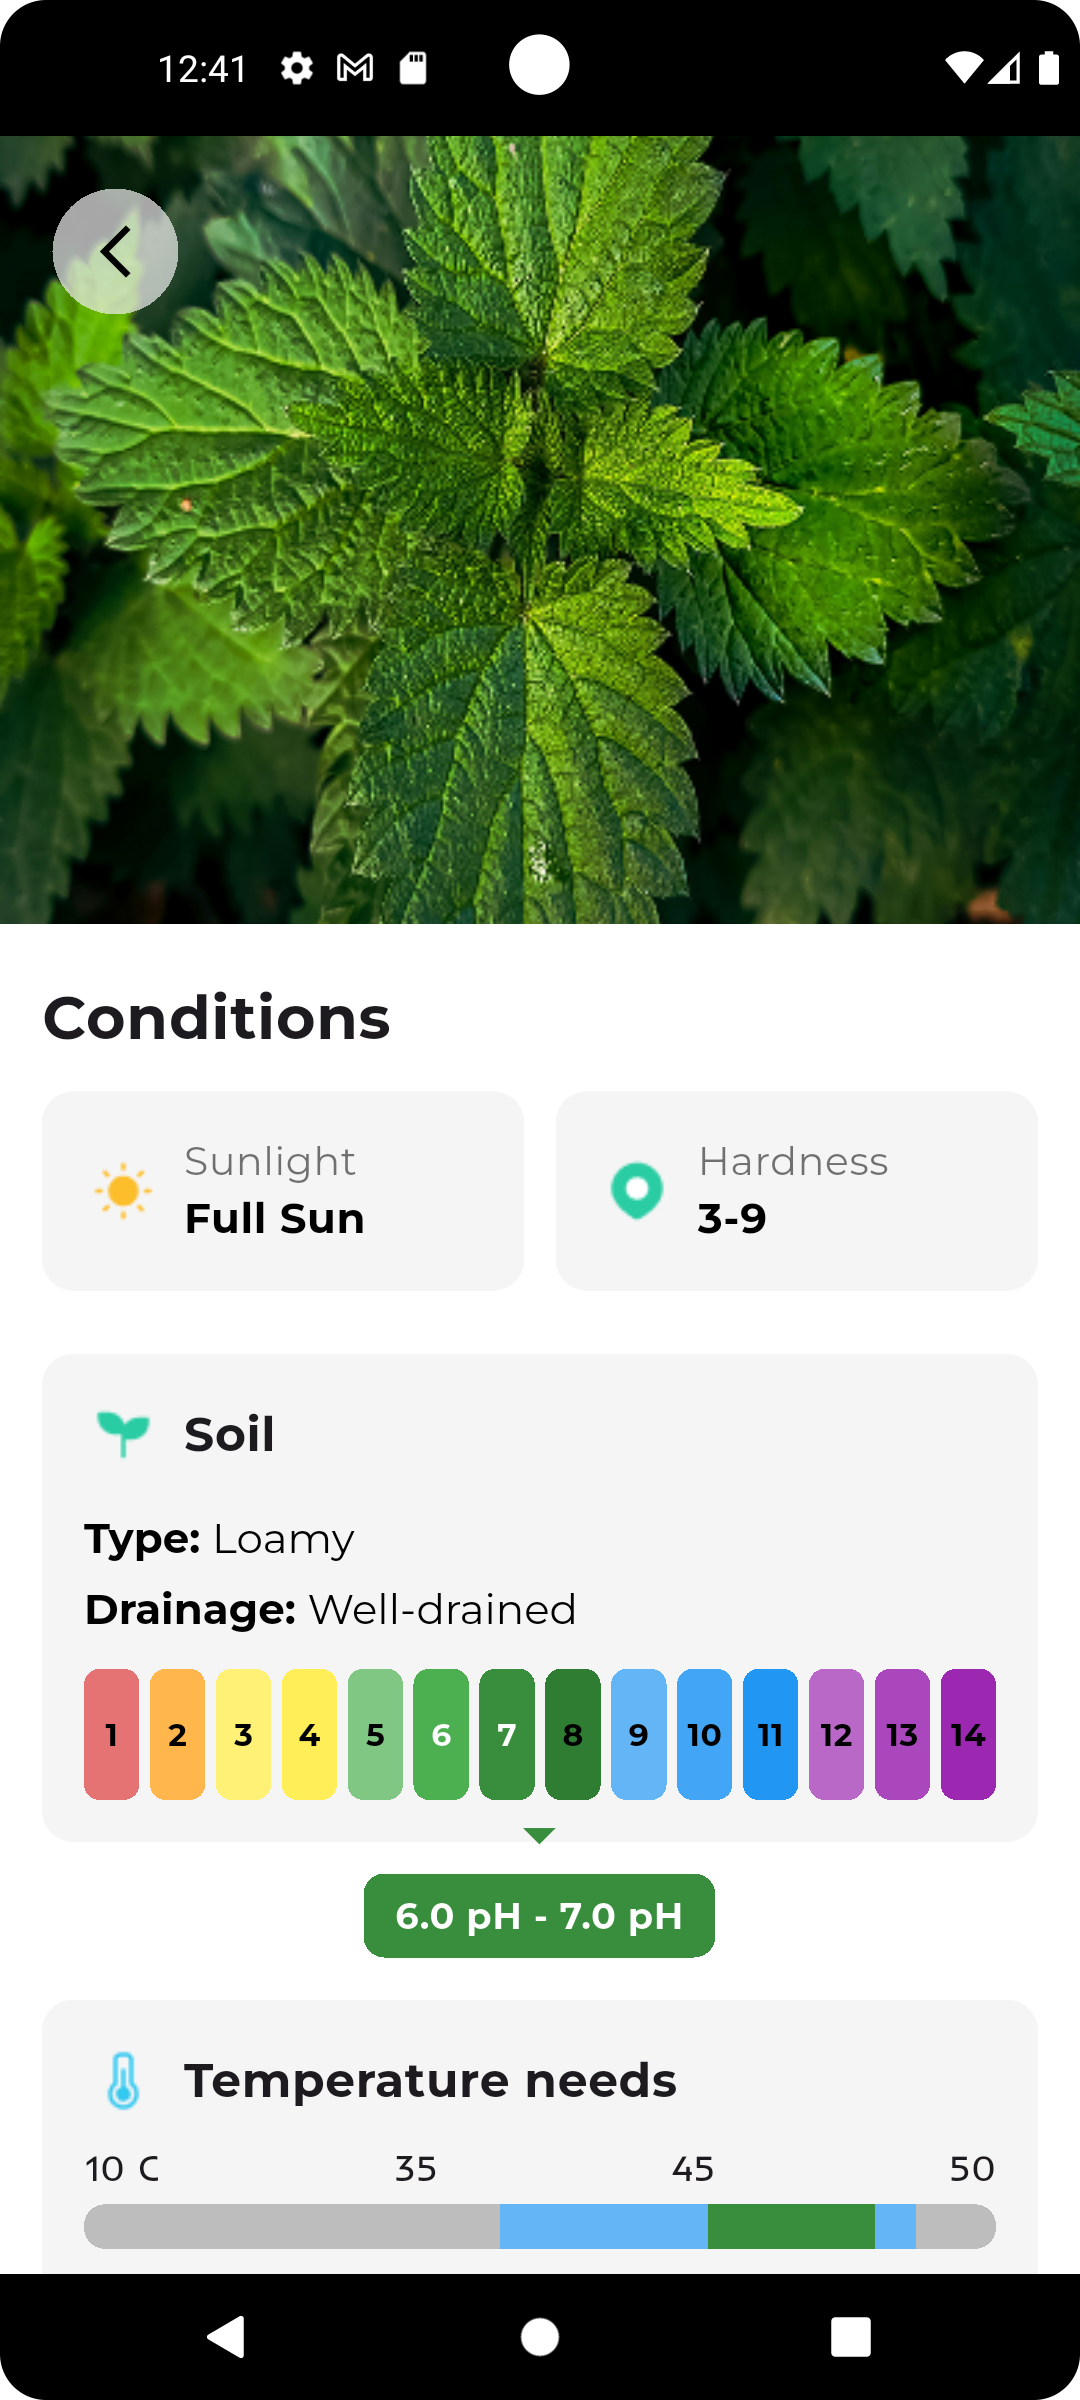 12:41
Conditions
Sunlight
Full Sun
Hardness
3-9
Soil
Type: Loamy
Drainage: Well-drained
1 2 3 4 5 6 7 8 9 10 11 12 13 14
6.0 pH - 7.0 pH
Temperature needs
10 C 35 45 50